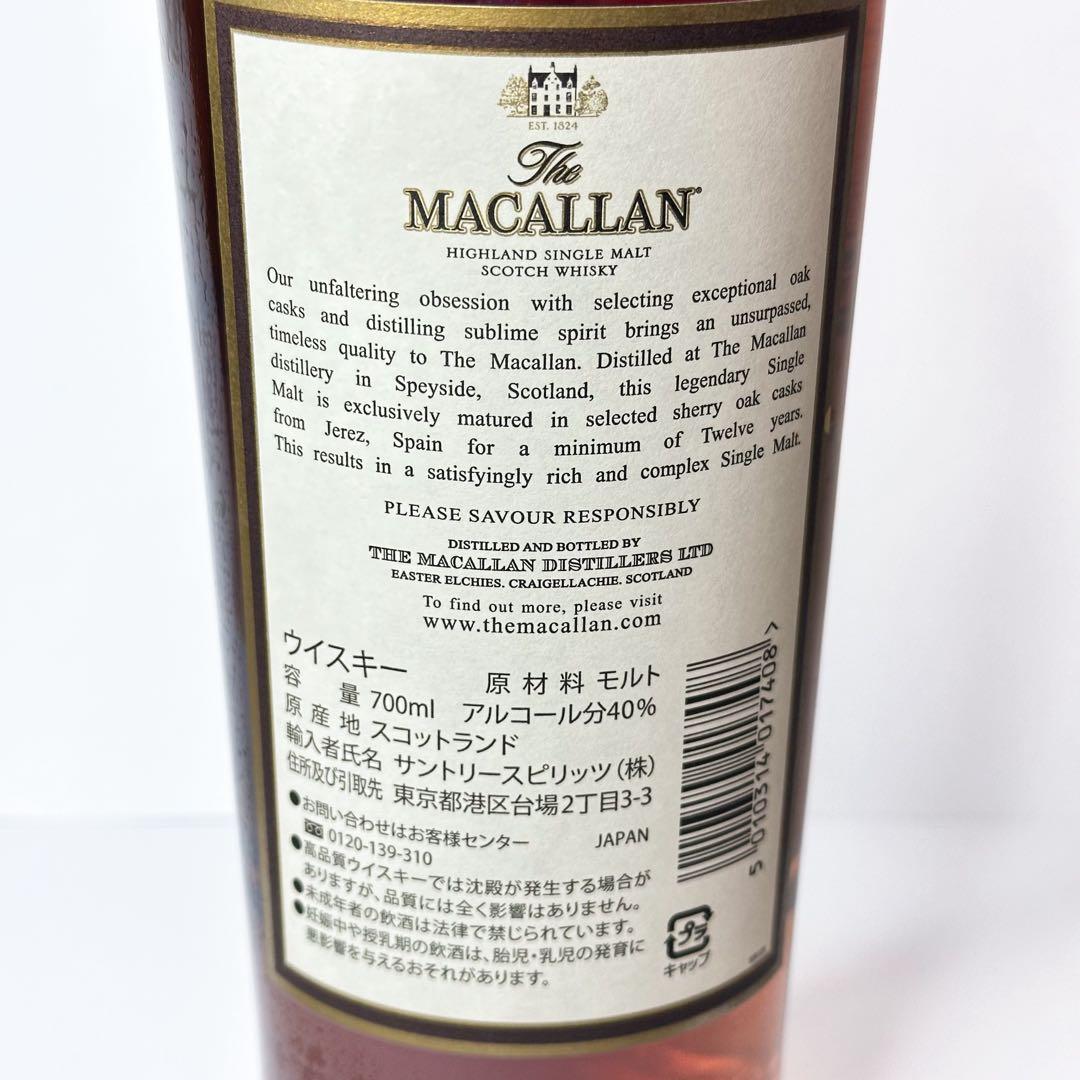 EST. 1824
The
MACALLAN
HIGHLAND SINGLE MALT
SCOTCH WHISKY
Our unfaltering obsession with selecting exceptional oak
casks and distilling sublime spirit brings an unsurpassed,
timeless quality to The Macallan. Distilled at The Macallan
distillery in Speyside, Scotland, this legendary Single
Malt is exclusively matured in selected sherry oak casks
from Jerez, Spain for a minimum of Twelve years.
This results in a satisfyingly rich and complex Single Malt.
PLEASE SAVOUR RESPONSIBLY
DISTILLED AND BOTTLED BY
THE MACALLAN DISTILLERS LTD
EASTER ELCHIES. CRAIGELLACHIE. SCOTLAND
To find out more, please visit
www.themacallan.com
ウイスキー 原材料 モルト
容量 700ml アルコール分40%
原産地 スコットランド
輸入者氏名 サントリースピリッツ(株)
住所及び引取先 東京都港区台場2丁目3-3
●お問い合わせはお客様センター JAPAN
0120-139-310
●高品質ウイスキーでは沈殿が発生する場合が
ありますが、品質には全く影響はありません。
●未成年者の飲酒は法律で禁じられています。
●妊娠中や授乳期の飲酒は、胎児・乳児の発育に
悪影響を与えるおそれがあります。
5 010314 017408 >
プラ
キャップ